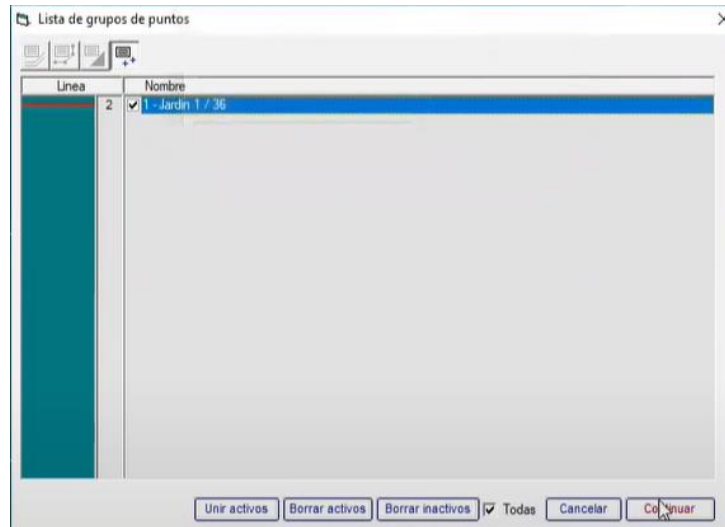 Lista de grupos de puntos
Linea Nombre
2 1 - Jardin 1 / 36
Unir activos Borrar activos Borrar inactivos Todas Cancelar Continuar